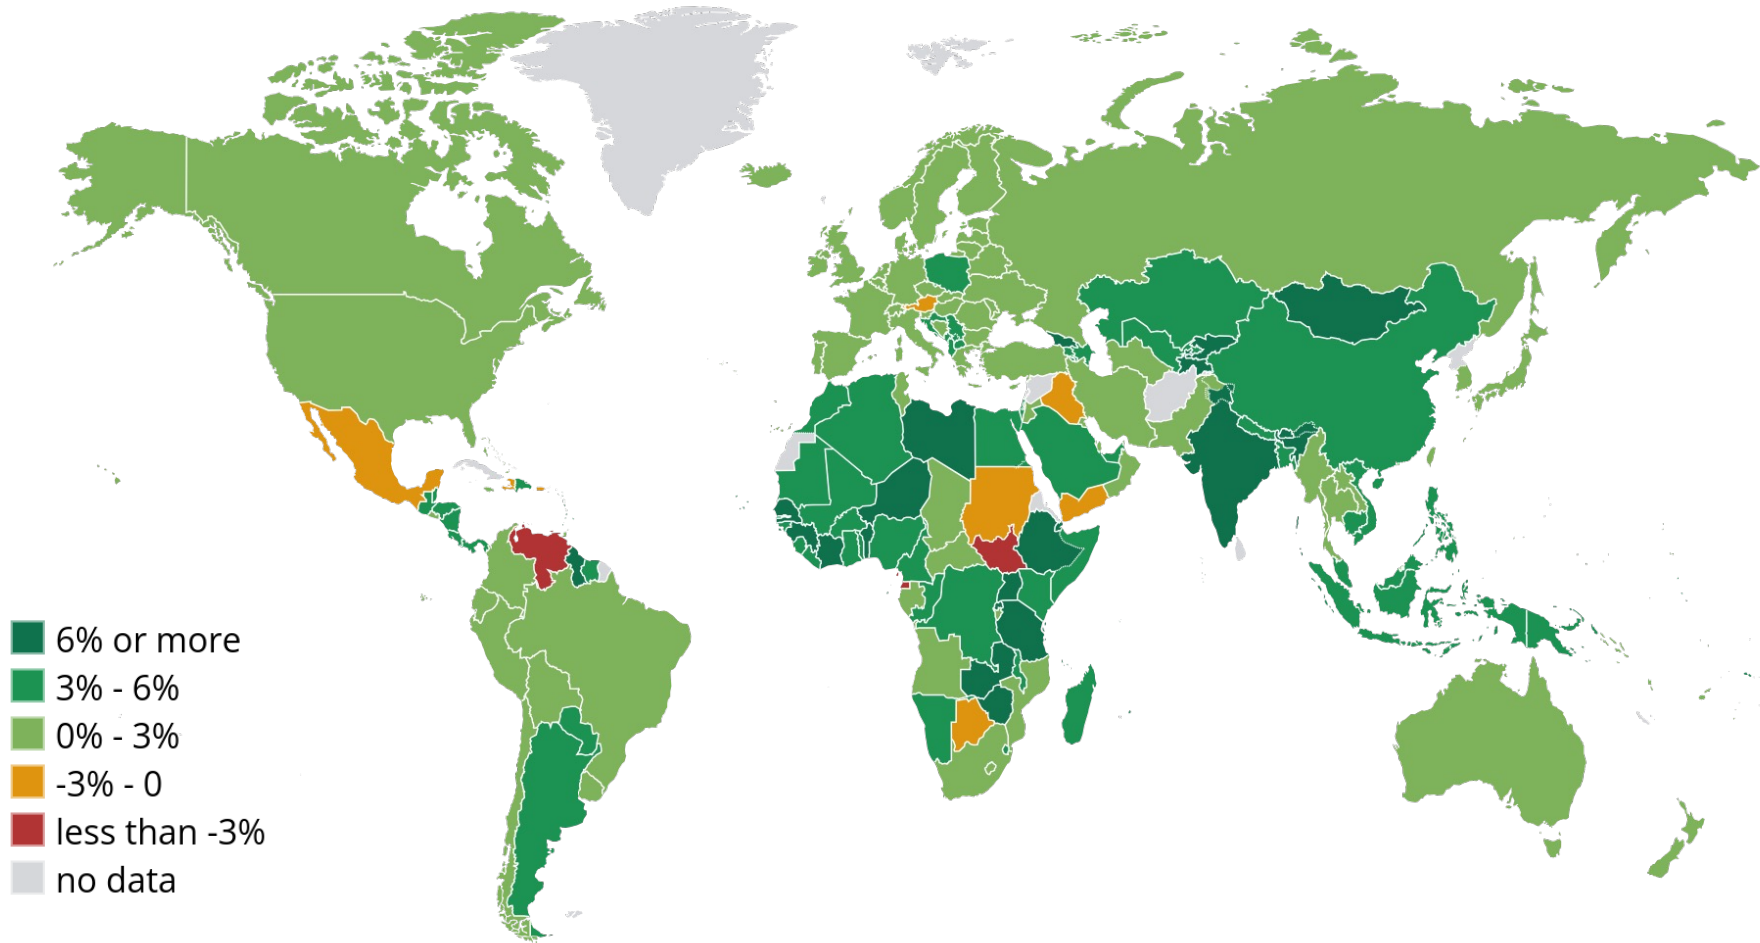 6% or more
3% - 6%
0% - 3%
-3% - 0
less than -3%
no data